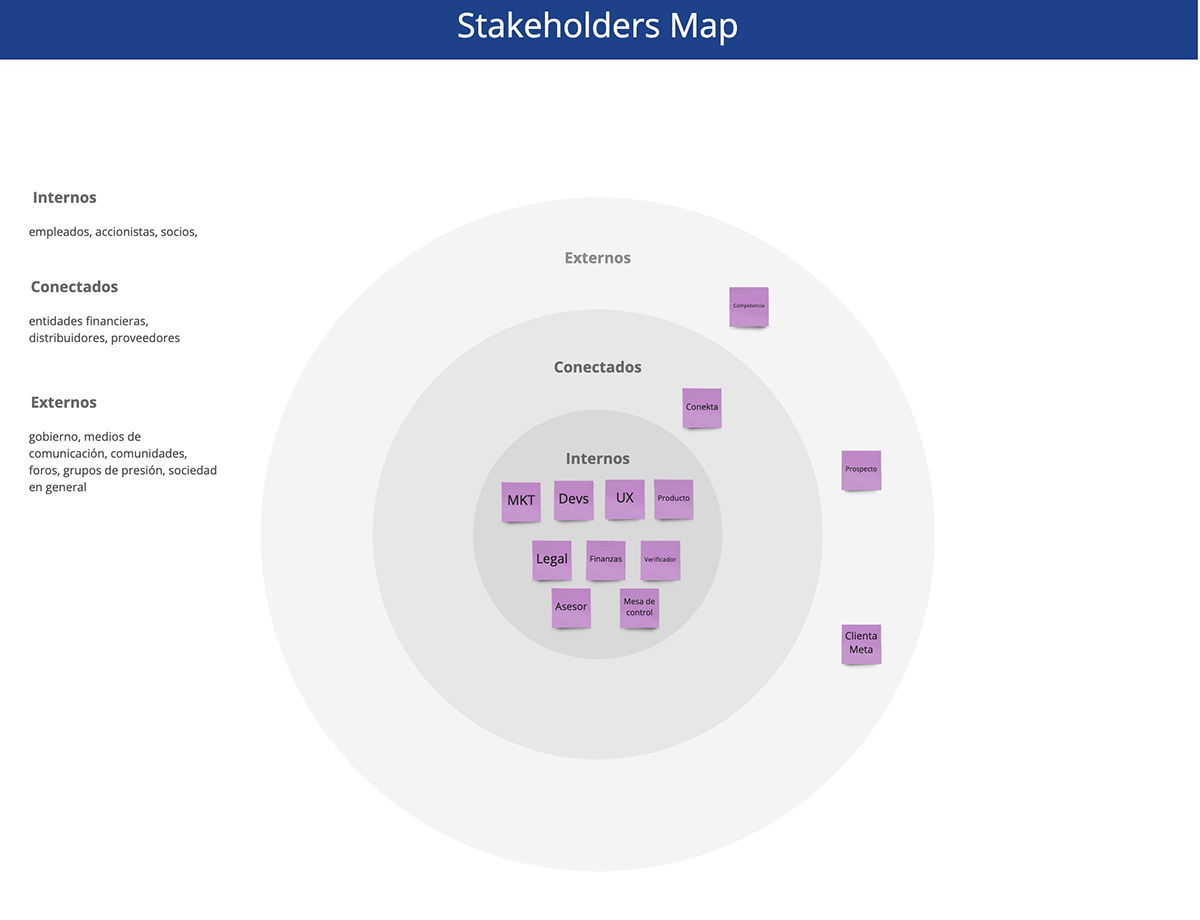 Stakeholders Map
Internos
empleados, accionistas, socios,
Conectados
entidades financieras,
distribuidores, proveedores
Externos
gobierno, medios de
comunicación, comunidades,
foros, grupos de presión, sociedad
en general
Externos
Competencia
Conectados
Conekta
Internos
MKT
Devs
UX
Producto
Legal
Finanzas
Verificador
Asesor
Mesa de
control
Prospecto
Clienta
Meta